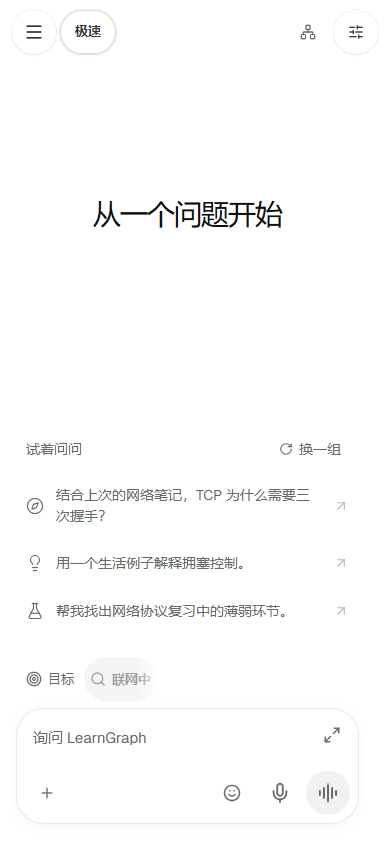 极速
从一个问题开始
试着问问
换一组
结合上次的网络笔记，TCP 为什么需要三
次握手？
用一个生活例子解释拥塞控制。
帮我找出网络协议复习中的薄弱环节。
目标
联网中
询问 LearnGraph